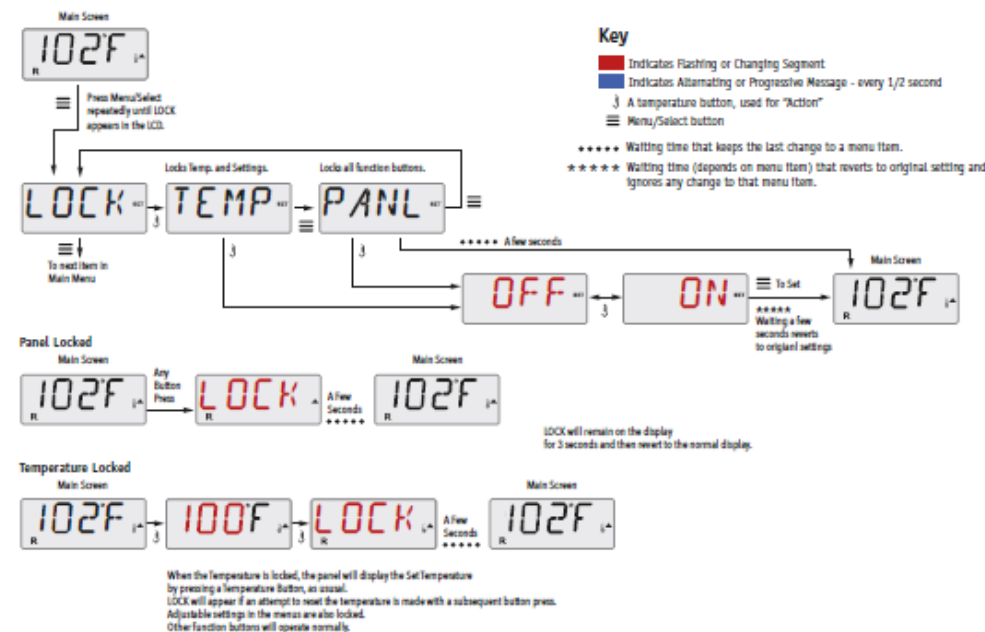 Main Screen
102°F
R
Key
Indicates Flashing or Changing Segment
Indicates Alternating or Progressive Message - every 1/2 second
A temperature button, used for "Action"
Menu/Select button
Waiting time that keeps the last change to a menu item.
Waiting time (depends on menu item) that reverts to original setting and
ignores any change to that menu item.
Press Menu/Select
repeatedly until LOCK
appears in the LCD.
Locks Temp. and Settings.
Locks all function buttons.
LOCK
TEMP
PANL
To next item in
Main Menu
A few seconds
Main Screen
OFF
ON
To Set
102°F
R
Waiting a few
seconds reverts
to origianl settings
Panel Locked
Main Screen
Main Screen
102°F
R
Any
Button
Press
LOCK
R
A Few
Seconds
102°F
R
LOCK will remain on the display
for 3 seconds and then revert to the normal display.
Temperature Locked
Main Screen
Main Screen
102°F
R
100°F
LOCK
R
A Few
Seconds
102°F
R
When the Temperature is locked, the panel will display the Set Temperature
by pressing a Temperature Button, as ususal.
LOCK will appear if an attempt to reset the temperature is made with a subsequent button press.
Adjustable settings in the menus are also locked.
Other function buttons will operate normally.